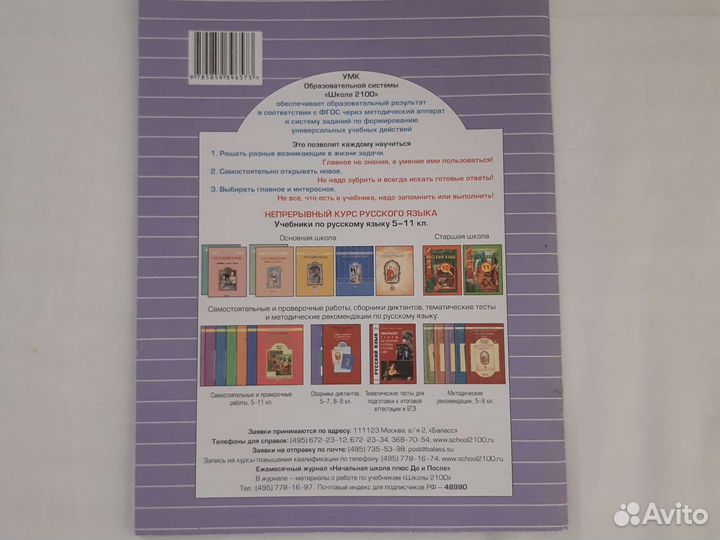 9 785859 396573 >
УМК
Образовательной системы
«Школа 2100»
обеспечивает образовательный результат
в соответствии с ФГОС через методический аппарат
и систему заданий по формированию
универсальных учебных действий
Это позволит каждому научиться
1. Решать разные возникающие в жизни задачи.
Главное не знания, а умение ими пользоваться!
2. Самостоятельно открывать новое.
Не надо зубрить и всегда искать готовые ответы!
3. Выбирать главное и интересное.
Не всё, что есть в учебнике, надо запомнить или выполнить!
НЕПРЕРЫВНЫЙ КУРС РУССКОГО ЯЗЫКА
Учебники по русскому языку 5–11 кл.
Основная школа
Старшая школа
Самостоятельные и проверочные работы, сборники диктантов, тематические тесты
и методические рекомендации по русскому языку:
Самостоятельные и проверочные
работы, 5–11 кл.
Сборники диктантов,
5–7, 8–9 кл.
Тематические тесты для
подготовки к итоговой
аттестации и ЕГЭ
Методические
рекомендации, 5–9 кл.
Заявки принимаются по адресу: 111123 Москва, а/я 2, «Баласс».
Телефоны для справок: (495) 672-23-12, 672-23-34, 368-70-54; www.school2100.ru
Заявки на отправку по почте: (495) 735-53-98, post@balass.su
Запись на курсы повышения квалификации по телефону: (495) 778-16-74, www.school2100.ru
Ежемесячный журнал «Начальная школа плюс До и После»
В журнале – материалы о работе по учебникам «Школы 2100»
Тел. (495) 778-16-97. Почтовый индекс для подписчиков РФ – 48990
Avito